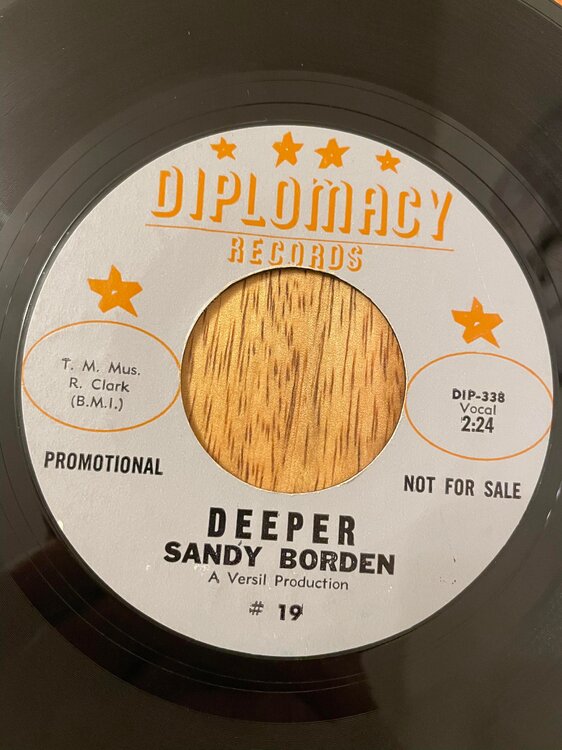 DIPLOMACY
RECORDS
T. M. Mus.
R. Clark
(B.M.I.)
DIP-338
Vocal
2:24
PROMOTIONAL
NOT FOR SALE
DEEPER
SANDY BORDEN
A Versil Production
# 19